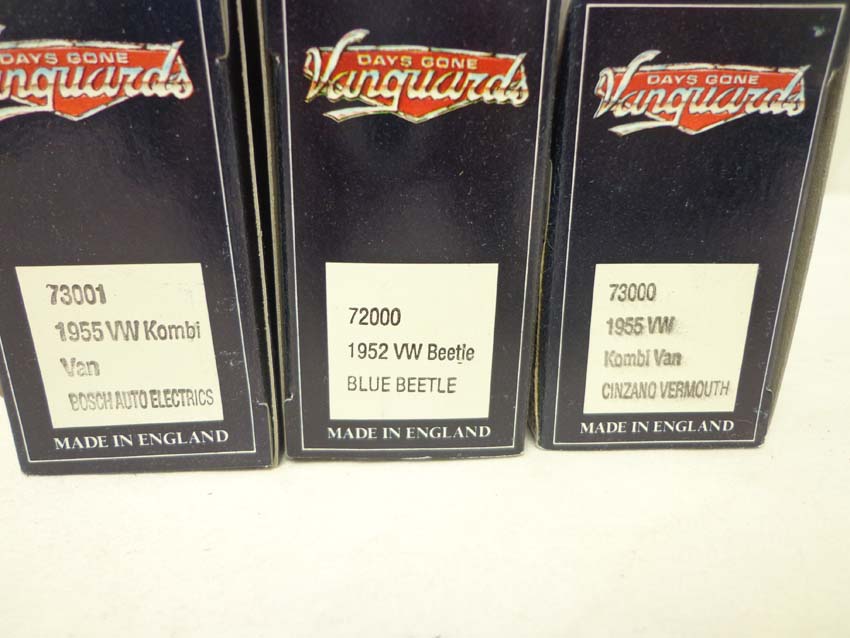 DAYS GONE
Vanguards
73001
1955 VW Kombi
Van
BOSCH AUTO ELECTRICS
MADE IN ENGLAND
DAYS GONE
Vanguards
72000
1952 VW Beetle
BLUE BEETLE
MADE IN ENGLAND
DAYS GONE
Vanguards
73000
1955 VW
Kombi Van
CINZANO VERMOUTH
MADE IN ENGLAND